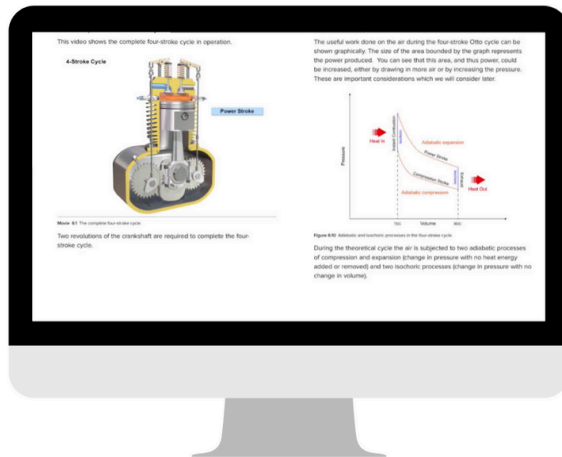 This video shows the complete four-stroke cycle in operation.
4-Stroke Cycle
Power Stroke
Movie 9.1 The complete four-stroke cycle.
Two revolutions of the crankshaft are required to complete the four-
stroke cycle.
The useful work done on the air during the four-stroke Otto cycle can be
shown graphically. The size of the area bounded by the graph represents
the power produced. You can see that this area, and thus power, could
be increased, either by drawing in more air or by increasing the pressure.
These are important considerations which we will consider later.
Pressure
Heat In
Adiabatic expansion
Power Stroke
Compression Stroke
Adiabatic compression
Exhaust
Heat Out
TDC
Volume
BDC
Adiabatic and isochoric processes in the four-stroke cycle.
During the theoretical cycle the air is subjected to two adiabatic processes
of compression and expansion (change in pressure with no heat energy
added or removed) and two isochoric processes (change in pressure with no
change in volume).